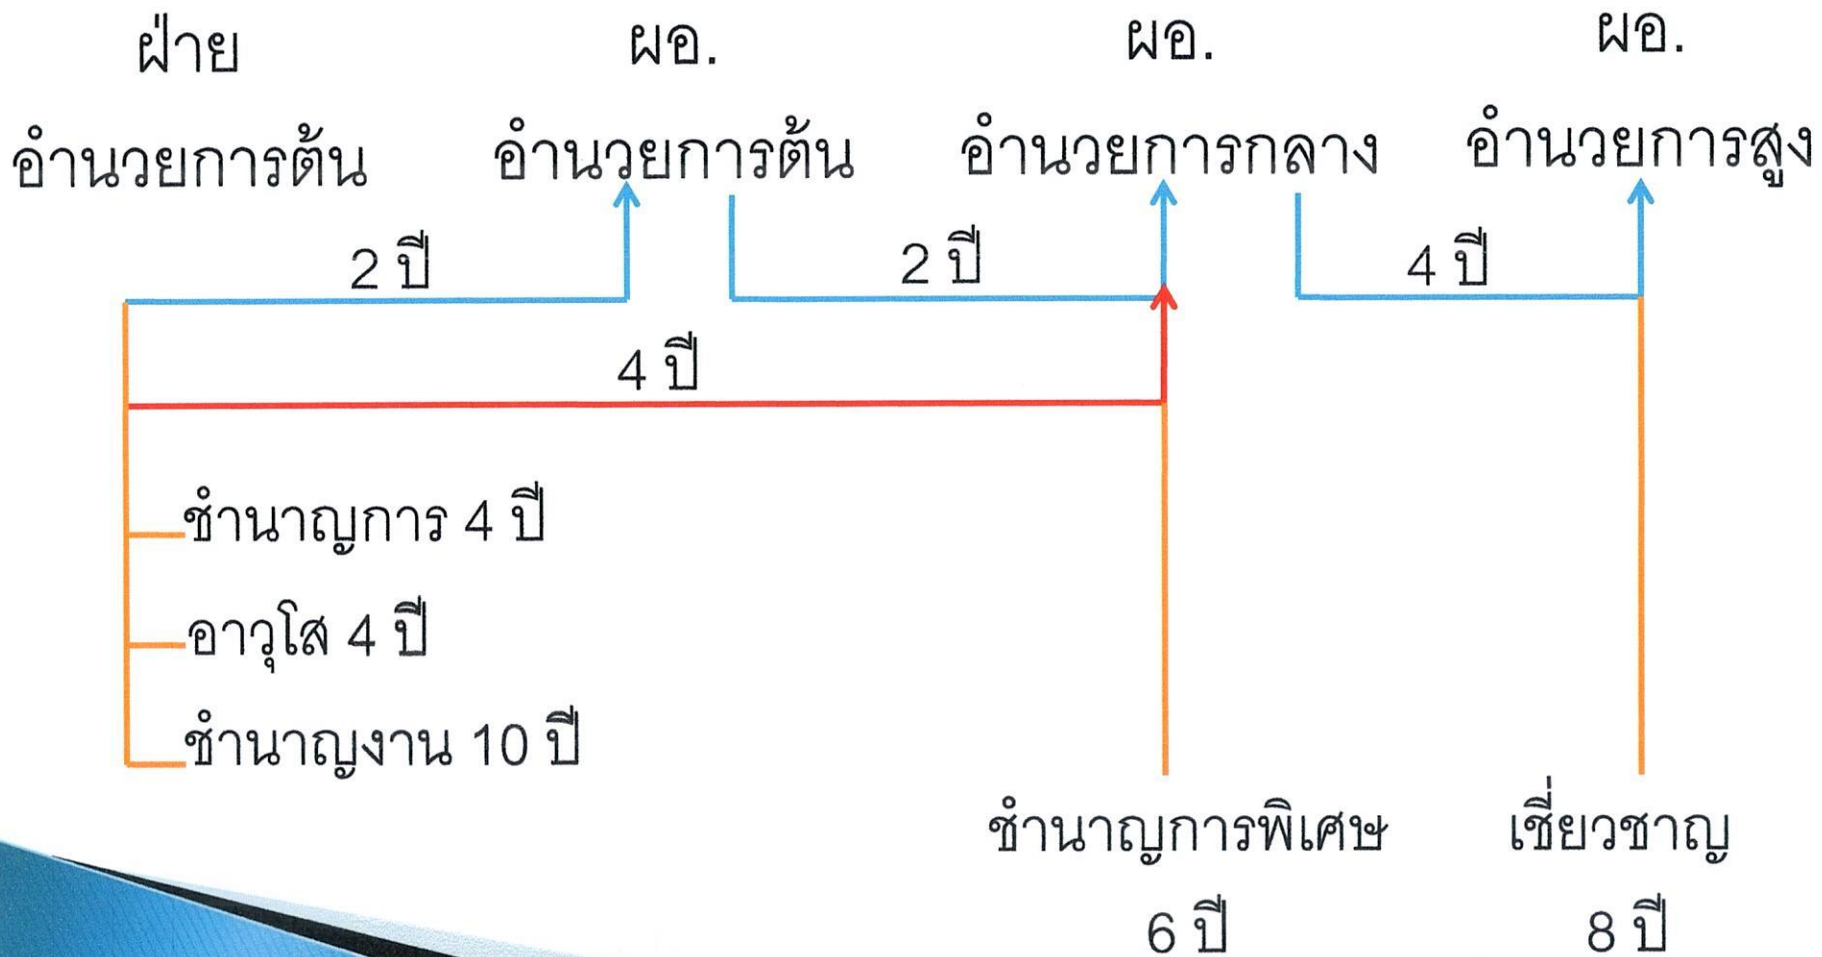 ฝ่าย ผอ. ผอ. ผอ.
อำนวยการต้น อำนวยการต้น อำนวยการกลาง อำนวยการสูง
2 ปี 2 ปี 4 ปี
4 ปี
ชำนาญการ 4 ปี
อาวุโส 4 ปี
ชำนาญงาน 10 ปี
ชำนาญการพิเศษ เชี่ยวชาญ
6 ปี 8 ปี